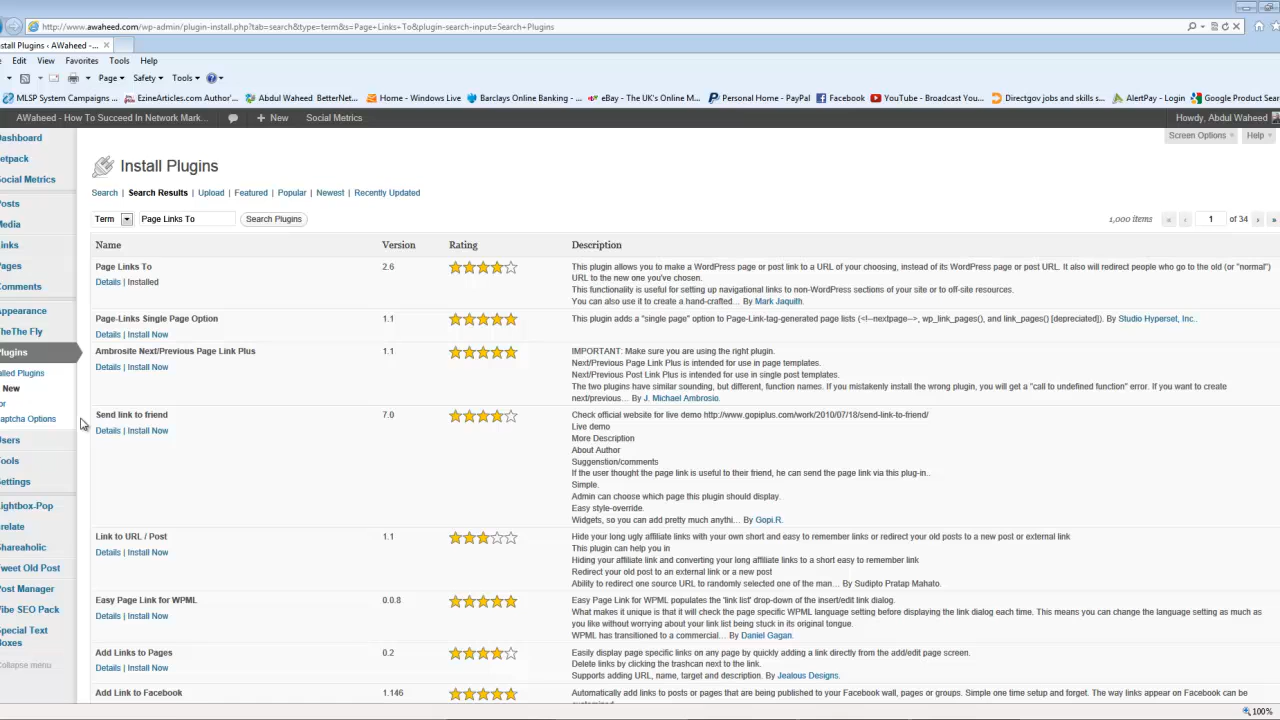 http://www.awaheed.com/wp-admin/plugin-install.php?tab=search&type=term&s=Page+Links+To&plugin-search-input=Search+Plugins
stall Plugins ‹ AWaheed -...
Edit View Favorites Tools Help
Page Safety Tools
MLSP System Campaigns ... EzineArticles.com Author'... Abdul Waheed BetterNet... Home - Windows Live Barclays Online Banking -... eBay - The UK's Online M... Personal Home - PayPal Facebook YouTube - Broadcast You... Directgov jobs and skills s... AlertPay - Login Google Product Sear
AWaheed - How To Succeed In Network Mark... New Social Metrics Howdy, Abdul Waheed
Screen Options Help
Dashboard
etpack
Social Metrics
Posts
Media
Links
Pages
Comments
Appearance
TheThe Fly
Plugins
alled Plugins
New
or
aptcha Options
Users
Tools
Settings
Lightbox-Pop
relate
Shareaholic
Tweet Old Post
Post Manager
Vibe SEO Pack
Special Text
Boxes
Collapse menu
Install Plugins
Search | Search Results | Upload | Featured | Popular | Newest | Recently Updated
Term Page Links To Search Plugins 1,000 items « ‹ 1 of 34 › »
Name Version Rating Description
Page Links To 2.6 This plugin allows you to make a WordPress page or post link to a URL of your choosing, instead of its WordPress page or post URL. It also will redirect people who go to the old (or "normal")
URL to the new one you've chosen.
Details | Installed
This functionality is useful for setting up navigational links to non-WordPress sections of your site or to off-site resources.
You can also use it to create a hand-crafted... By Mark Jaquith.
Page-Links Single Page Option 1.1 This plugin adds a "single page" option to Page-Link-tag-generated page lists (<!--nextpage-->, wp_link_pages(), and link_pages() [depreciated]). By Studio Hyperset, Inc..
Details | Install Now
Ambrosite Next/Previous Page Link Plus 1.1 IMPORTANT: Make sure you are using the right plugin.
Next/Previous Page Link Plus is intended for use in page templates.
Details | Install Now
Next/Previous Post Link Plus is intended for use in single post templates.
The two plugins have similar sounding, but different, function names. If you mistakenly install the wrong plugin, you will get a "call to undefined function" error. If you want to create
next/previous... By J. Michael Ambrosio.
Send link to friend 7.0 Check official website for live demo http://www.gopiplus.com/work/2010/07/18/send-link-to-friend/
Details | Install Now
Live demo
More Description
About Author
Suggenstion/comments
If the user thought the page link is useful to their friend, he can send the page link via this plug-in..
Simple.
Admin can choose which page this plugin should display.
Easy style-override.
Widgets, so you can add pretty much anythi... By Gopi.R.
Link to URL / Post 1.1 Hide your long ugly affiliate links with your own short and easy to remember links or redirect your old posts to a new post or external link
Details | Install Now
This plugin can help you in
Hiding your affiliate link and converting your long affiliate links to a short easy to remember link
Redirect your old post to an external link or a new post
Ability to redirect one source URL to randomly selected one of the man... By Sudipto Pratap Mahato.
Easy Page Link for WPML 0.0.8 Easy Page Link for WPML populates the 'link list' drop-down of the insert/edit link dialog.
Details | Install Now
What makes it unique is that it will check the page specific WPML language setting before displaying the link dialog each time. This means you can change the language setting as much as
you like without worrying about your link list being stuck in its original tongue.
WPML has transitioned to a commercial... By Daniel Gagan.
Add Links to Pages 0.2 Easily display page specific links on any page by quickly adding a link directly from the add/edit page screen.
Details | Install Now
Delete links by clicking the trashcan next to the link.
Supports adding URL, name, target and description. By Jealous Designs.
Add Link to Facebook 1.146 Automatically add links to posts or pages that are being published to your Facebook wall, pages or groups. Simple one time setup and forget. The way links appear on Facebook can be
100%